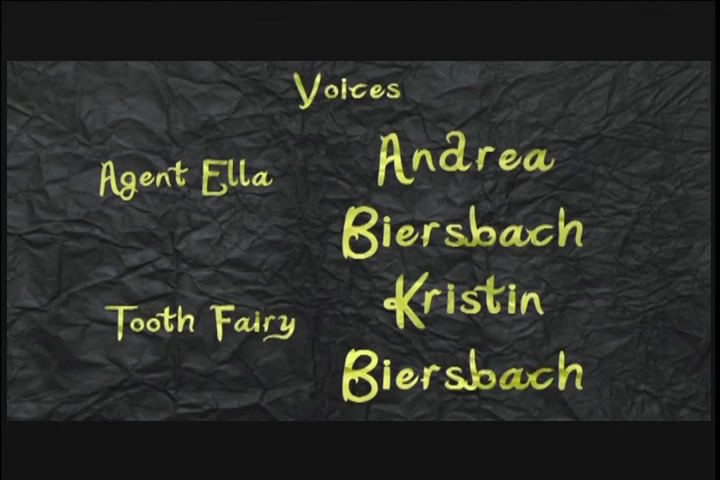 Voices
Agent Ella
Andrea
Biersbach
Tooth Fairy
Kristin
Biersbach